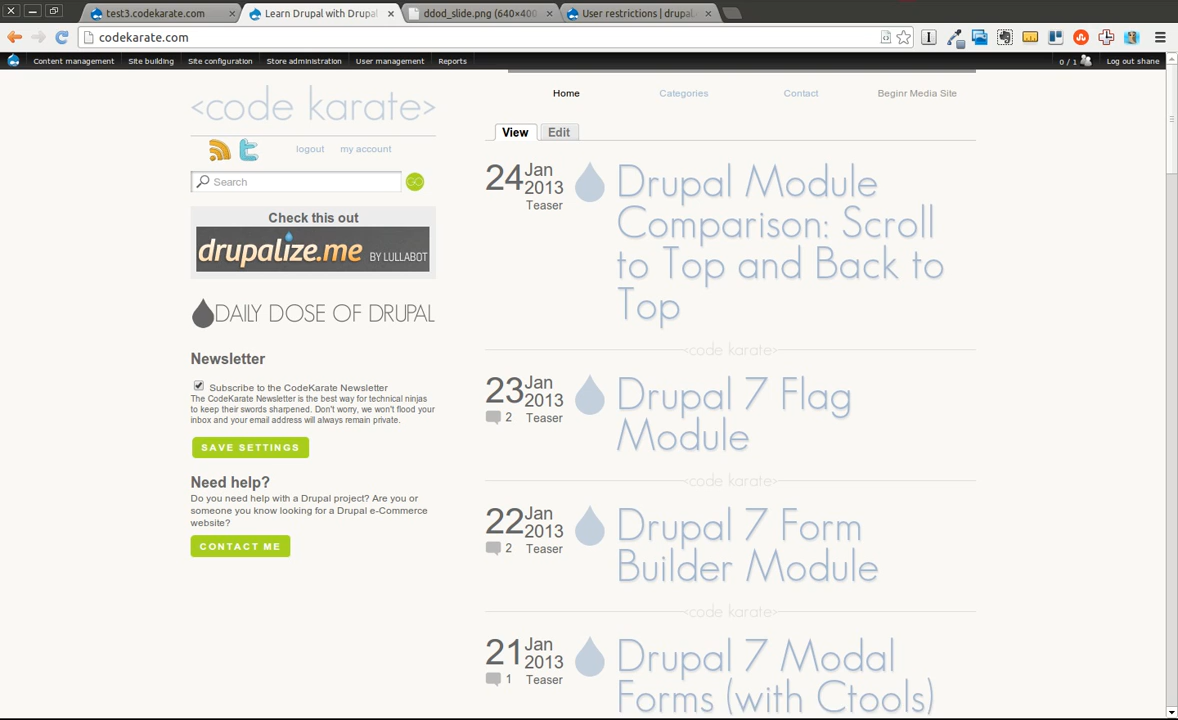 test3.codekarate.com
Learn Drupal with Drupal
ddod_slide.png (640×400
User restrictions | drupal.
codekarate.com
Content management
Site building
Site configuration
Store administration
User management
Reports
0 / 1
Log out shane
<code karate>
logout
my account
Search
GO
Check this out
drupalize.me BY LULLABOT
DAILY DOSE OF DRUPAL
Newsletter
Subscribe to the CodeKarate Newsletter
The CodeKarate Newsletter is the best way for technical ninjas
to keep their swords sharpened. Don't worry, we won't flood your
inbox and your email address will always remain private.
SAVE SETTINGS
Need help?
Do you need help with a Drupal project? Are you or
someone you know looking for a Drupal e-Commerce
website?
CONTACT ME
Home
Categories
Contact
Beginr Media Site
View
Edit
24 Jan
2013
Teaser
Drupal Module
Comparison: Scroll
to Top and Back to
Top
<code karate>
23 Jan
2013
2
Teaser
Drupal 7 Flag
Module
<code karate>
22 Jan
2013
2
Teaser
Drupal 7 Form
Builder Module
<code karate>
21 Jan
2013
1
Teaser
Drupal 7 Modal
Forms (with Ctools)